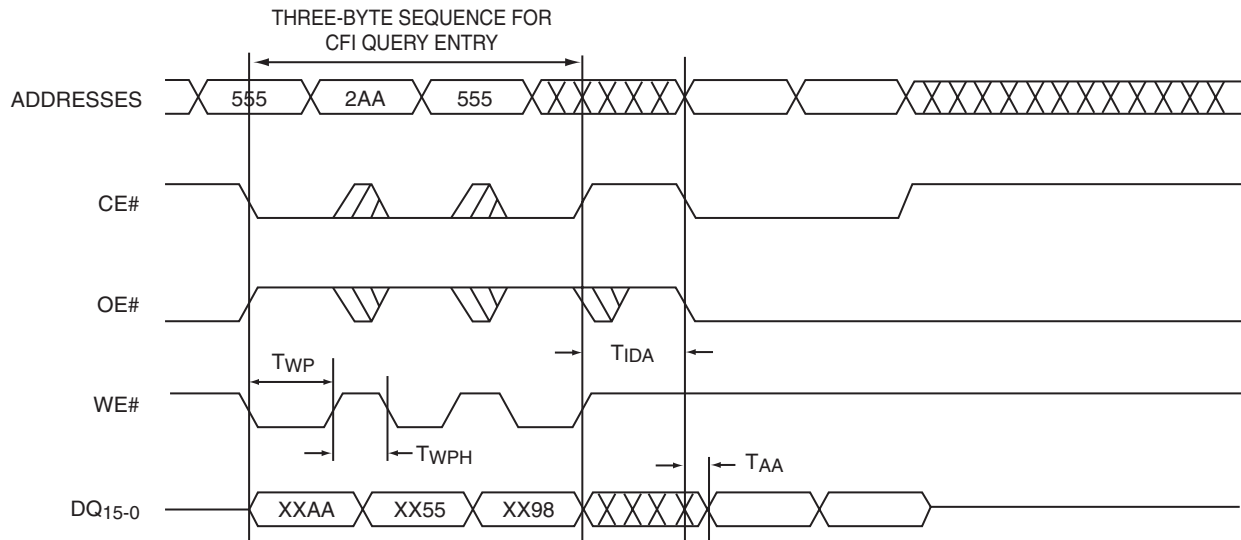 THREE-BYTE SEQUENCE FOR
CFI QUERY ENTRY
ADDRESSES 555 2AA 555
CE#
OE#
TWP TIDA
WE#
TWPH TAA
DQ15-0 XXAA XX55 XX98